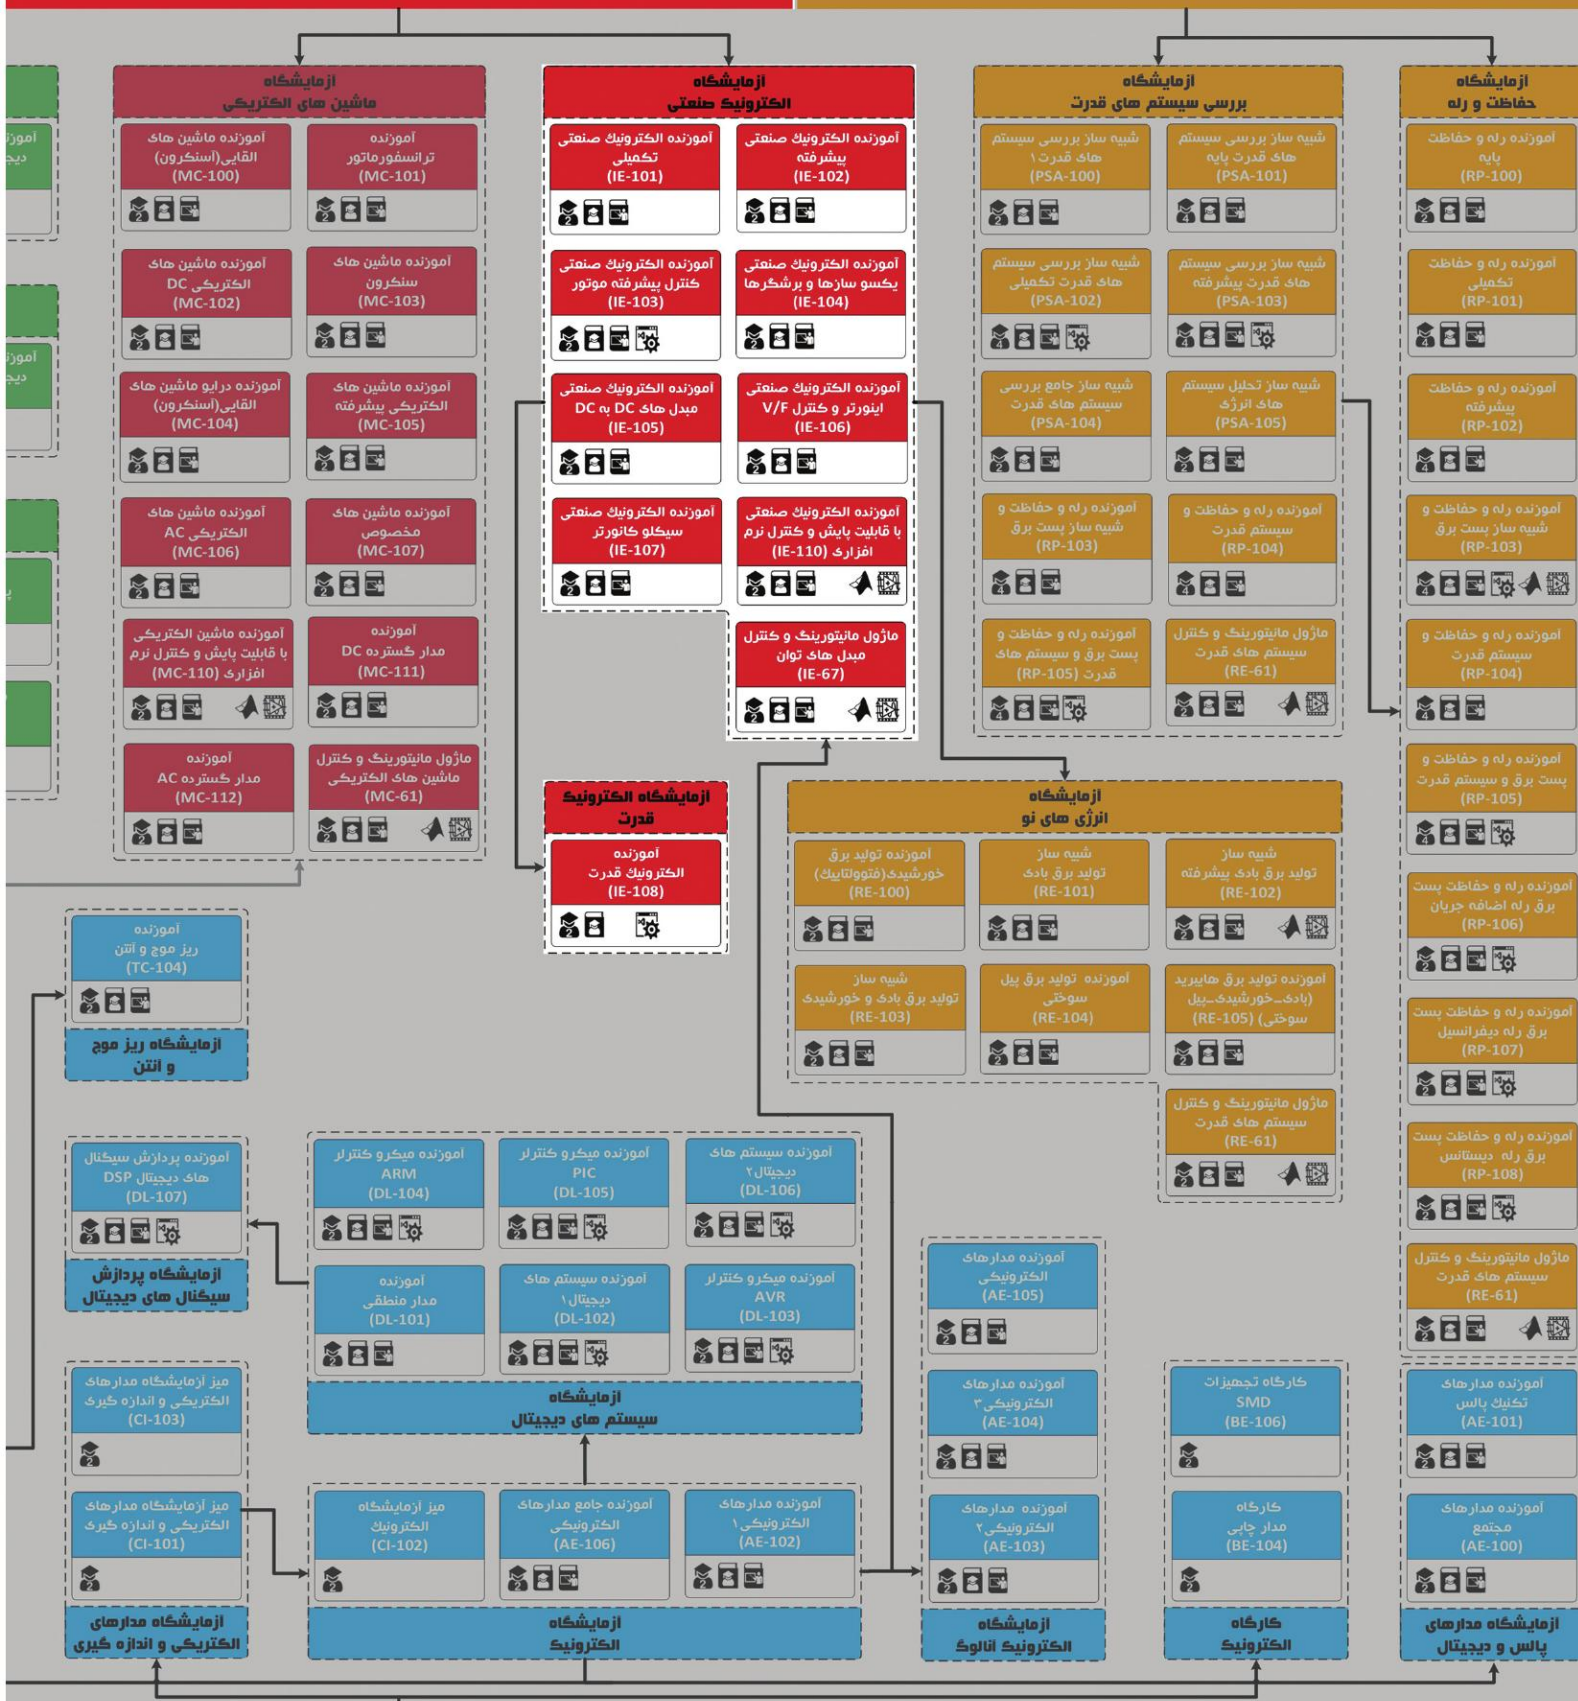 آزمایشگاه
ماشین های الکتریکی
آموزنده ماشین های
القایی(آسنکرون)
(MC-100)
آموزنده
ترانسفورماتور
(MC-101)
آموزنده ماشین های
الکتریکی DC
(MC-102)
آموزنده ماشین های
سنکرون
(MC-103)
آموزنده درایو ماشین های
القایی(آسنکرون)
(MC-104)
آموزنده ماشین های
الکتریکی پیشرفته
(MC-105)
آموزنده ماشین های
الکتریکی AC
(MC-106)
آموزنده ماشین های
مخصوص
(MC-107)
آموزنده ماشین الکتریکی
با قابلیت پایش و کنترل نرم
افزاری (MC-110)
آموزنده
مدار گسترده DC
(MC-111)
آموزنده
مدار گسترده AC
(MC-112)
ماژول مانیتورینگ و کنترل
ماشین های الکتریکی
(MC-61)
آزمایشگاه
الکترونیک صنعتی
آموزنده الکترونیك صنعتی
تکمیلی
(IE-101)
آموزنده الکترونیك صنعتی
پیشرفته
(IE-102)
آموزنده الکترونیك صنعتی
کنترل پیشرفته موتور
(IE-103)
آموزنده الکترونیك صنعتی
یکسو سازها و برشگرها
(IE-104)
آموزنده الکترونیك صنعتی
مبدل های DC به DC
(IE-105)
آموزنده الکترونیك صنعتی
اینورتر و کنترل V/F
(IE-106)
آموزنده الکترونیك صنعتی
سیکلو کانورتر
(IE-107)
آموزنده الکترونیك صنعتی
با قابلیت پایش و کنترل نرم
افزاری (IE-110)
ماژول مانیتورینگ و کنترل
مبدل های توان
(IE-67)
آزمایشگاه الکترونیک
قدرت
آموزنده
الکترونیك قدرت
(IE-108)
آزمایشگاه
بررسی سیستم های قدرت
شبیه ساز بررسی سیستم
های قدرت۱
(PSA-100)
شبیه ساز بررسی سیستم
های قدرت پایه
(PSA-101)
شبیه ساز بررسی سیستم
های قدرت تکمیلی
(PSA-102)
شبیه ساز بررسی سیستم
های قدرت پیشرفته
(PSA-103)
شبیه ساز جامع بررسی
سیستم های قدرت
(PSA-104)
شبیه ساز تحلیل سیستم
های انرژی
(PSA-105)
آموزنده رله و حفاظت و
شبیه ساز پست برق
(RP-103)
آموزنده رله و حفاظت و
سیستم قدرت
(RP-104)
آموزنده رله و حفاظت و
پست برق و سیستم های
قدرت (RP-105)
ماژول مانیتورینگ و کنترل
سیستم های قدرت
(RE-61)
آزمایشگاه
حفاظت و رله
آموزنده رله و حفاظت
پایه
(RP-100)
آموزنده رله و حفاظت
تکمیلی
(RP-101)
آموزنده رله و حفاظت
پیشرفته
(RP-102)
آموزنده رله و حفاظت و
شبیه ساز پست برق
(RP-103)
آموزنده رله و حفاظت و
سیستم قدرت
(RP-104)
آموزنده رله و حفاظت و
پست برق و سیستم قدرت
(RP-105)
آموزنده رله و حفاظت پست
برق رله اضافه جریان
(RP-106)
آموزنده رله و حفاظت پست
برق رله دیفرانسیل
(RP-107)
آموزنده رله و حفاظت پست
برق رله دیستانس
(RP-108)
ماژول مانیتورینگ و کنترل
سیستم های قدرت
(RE-61)
آزمایشگاه
انرژی های نو
آموزنده تولید برق
خورشیدی(فتوولتاییك)
(RE-100)
شبیه ساز
تولید برق بادی
(RE-101)
شبیه ساز
تولید برق بادی پیشرفته
(RE-102)
شبیه ساز
تولید برق بادی و خورشیدی
(RE-103)
آموزنده تولید برق پیل
سوختی
(RE-104)
آموزنده تولید برق هایبرید
(بادی_خورشیدی_پیل
سوختی) (RE-105)
ماژول مانیتورینگ و کنترل
سیستم های قدرت
(RE-61)
آموزنده
ریز موج و آنتن
(TC-104)
آزمایشگاه ریز موج
و آنتن
آموزنده پردازش سیگنال
های دیجیتال DSP
(DL-107)
آزمایشگاه پردازش
سیگنال های دیجیتال
آموزنده میکرو کنترلر
ARM
(DL-104)
آموزنده میکرو کنترلر
PIC
(DL-105)
آموزنده سیستم های
دیجیتال۲
(DL-106)
آموزنده
مدار منطقی
(DL-101)
آموزنده سیستم های
دیجیتال۱
(DL-102)
آموزنده میکرو کنترلر
AVR
(DL-103)
آزمایشگاه
سیستم های دیجیتال
میز آزمایشگاه مدارهای
الکتریکی و اندازه گیری
(CI-103)
میز آزمایشگاه مدارهای
الکتریکی و اندازه گیری
(CI-101)
آزمایشگاه مدارهای
الکتریکی و اندازه گیری
میز آزمایشگاه
الکترونیك
(CI-102)
آموزنده جامع مدارهای
الکترونیکی
(AE-106)
آموزنده مدارهای
الکترونیکی۱
(AE-102)
آزمایشگاه
الکترونیک
آموزنده مدارهای
الکترونیکی
(AE-105)
آموزنده مدارهای
الکترونیکی۳
(AE-104)
آموزنده مدارهای
الکترونیکی۲
(AE-103)
آزمایشگاه
الکترونیک آنالوگ
کارگاه تجهیزات
SMD
(BE-106)
کارگاه
مدار چاپی
(BE-104)
کارگاه
الکترونیک
آموزنده مدارهای
تکنیك پالس
(AE-101)
آموزنده مدارهای
مجتمع
(AE-100)
آزمایشگاه مدارهای
پالس و دیجیتال